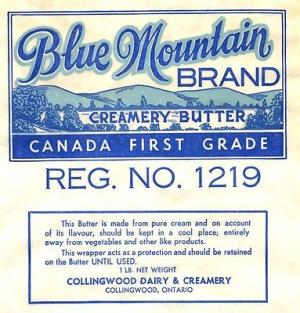 Blue Mountain
BRAND
CREAMERY BUTTER
CANADA FIRST GRADE
REG. NO. 1219
This Butter is made from pure cream and on account
of its flavour, should be kept in a cool place; entirely
away from vegetables and other like products.
This wrapper acts as a protection and should be retained
on the Butter UNTIL USED.
1 LB. NET WEIGHT
COLLINGWOOD DAIRY & CREAMERY
COLLINGWOOD, ONTARIO